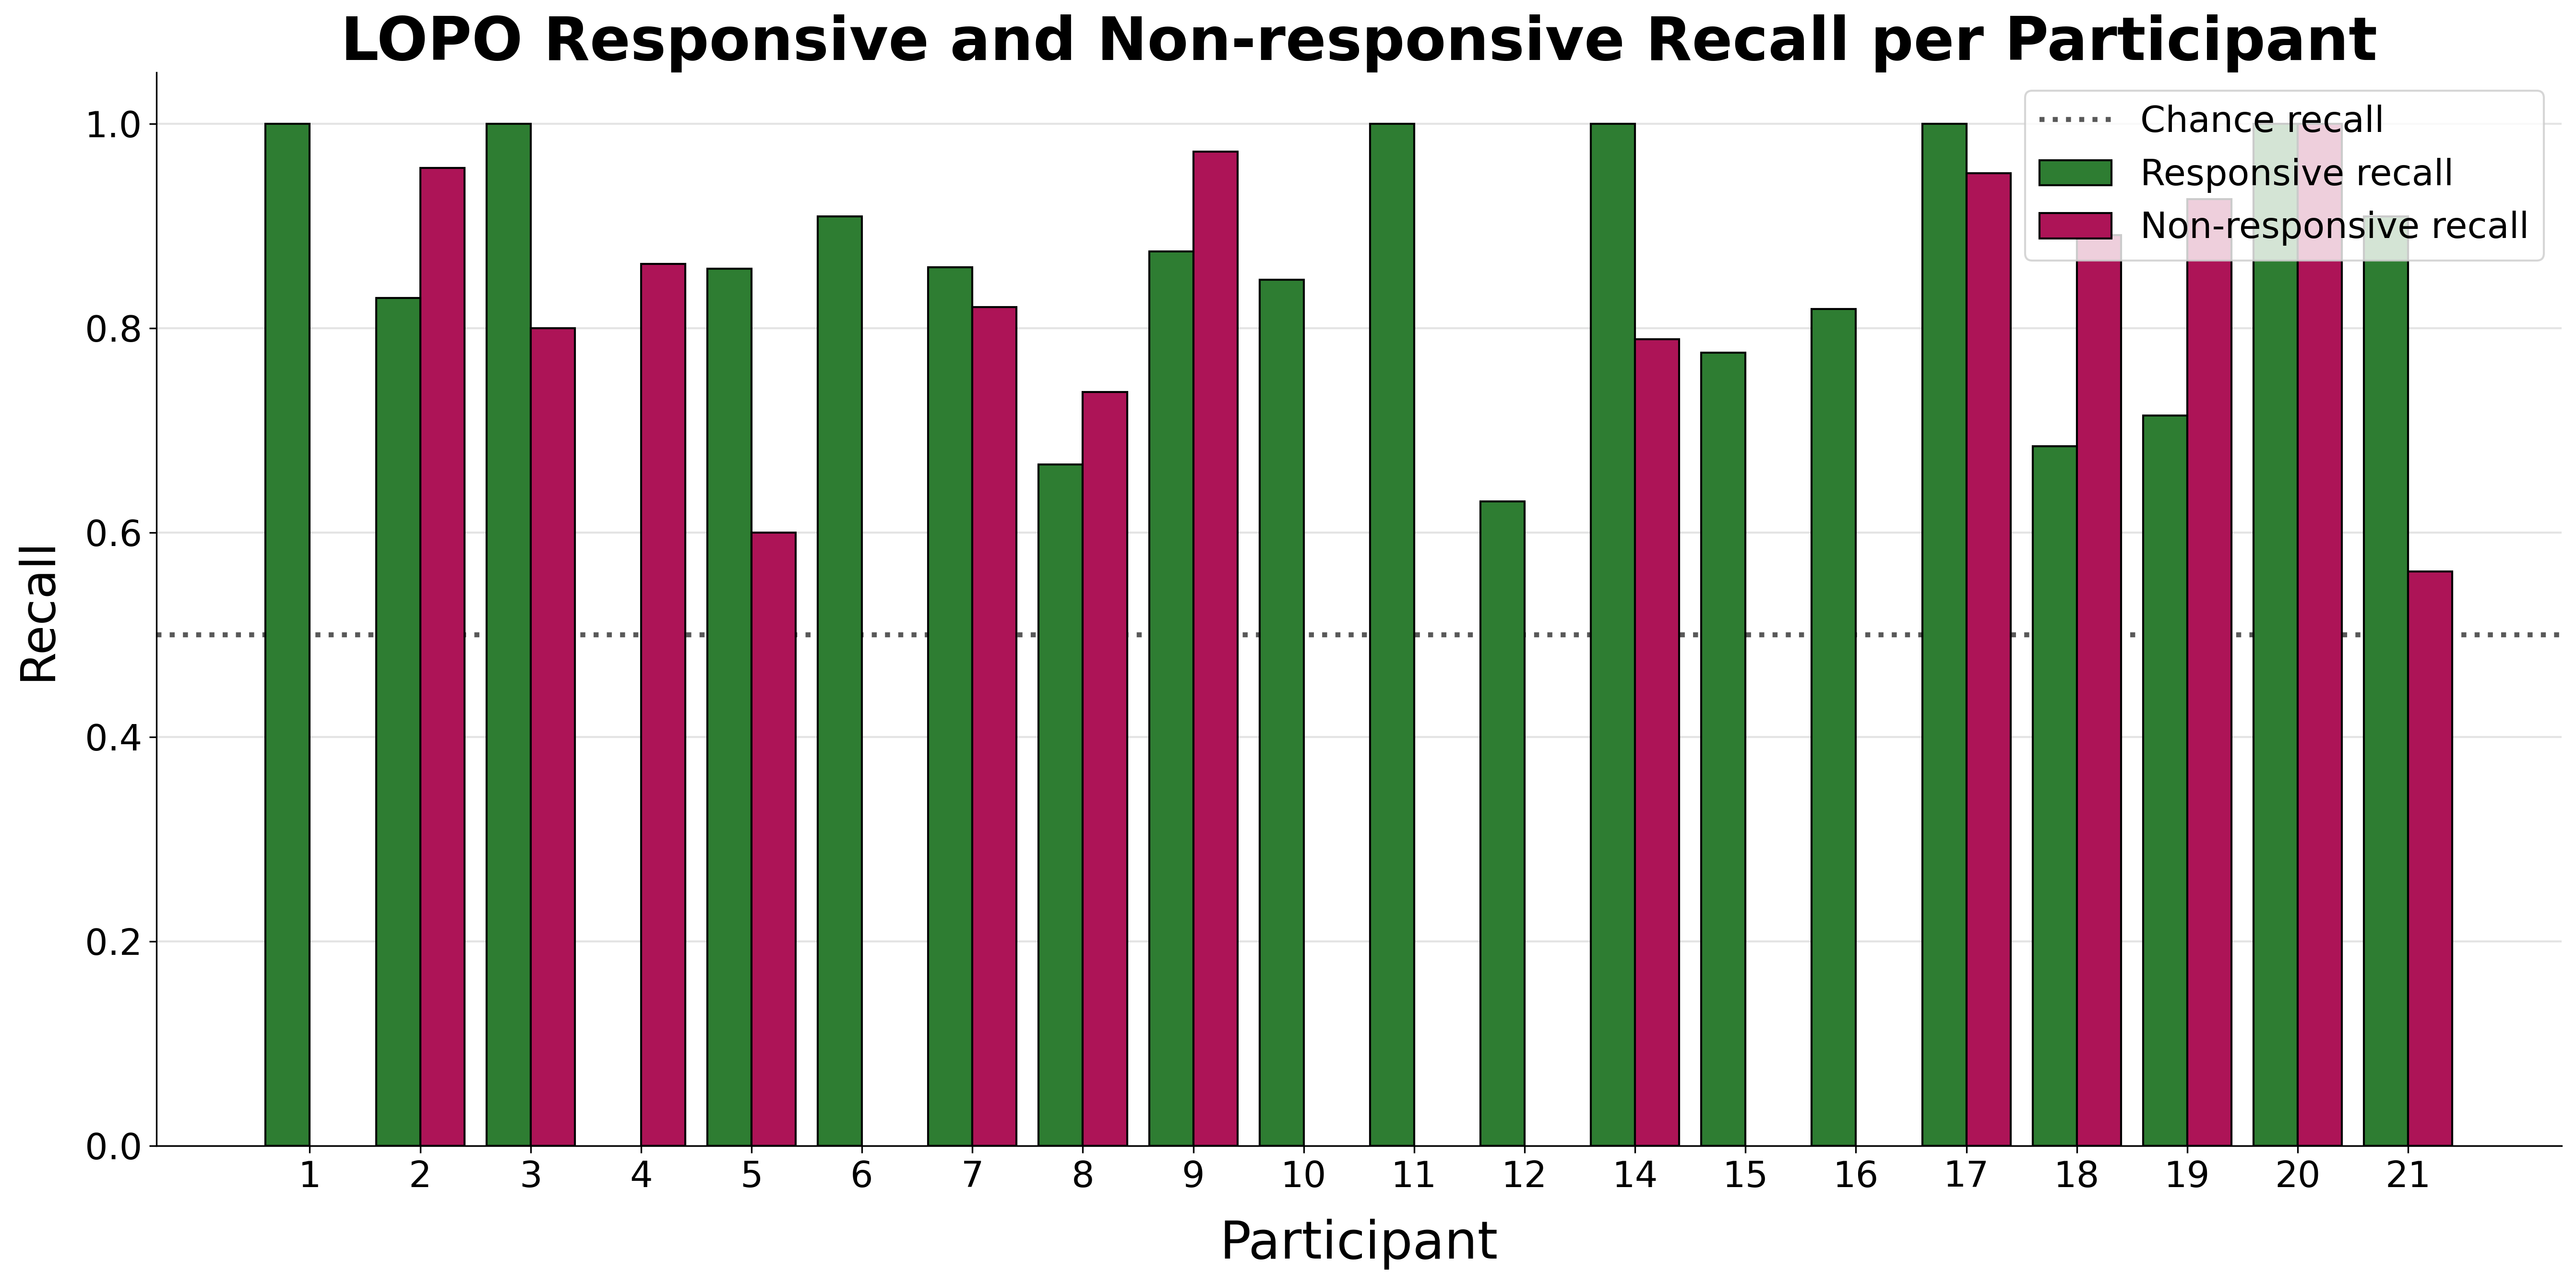 LOPO Responsive and Non-responsive Recall per Participant
Chance recall
Responsive recall
Non-responsive recall
Recall
1.0
0.8
0.6
0.4
0.2
0.0
1 2 3 4 5 6 7 8 9 10 11 12 14 15 16 17 18 19 20 21
Participant